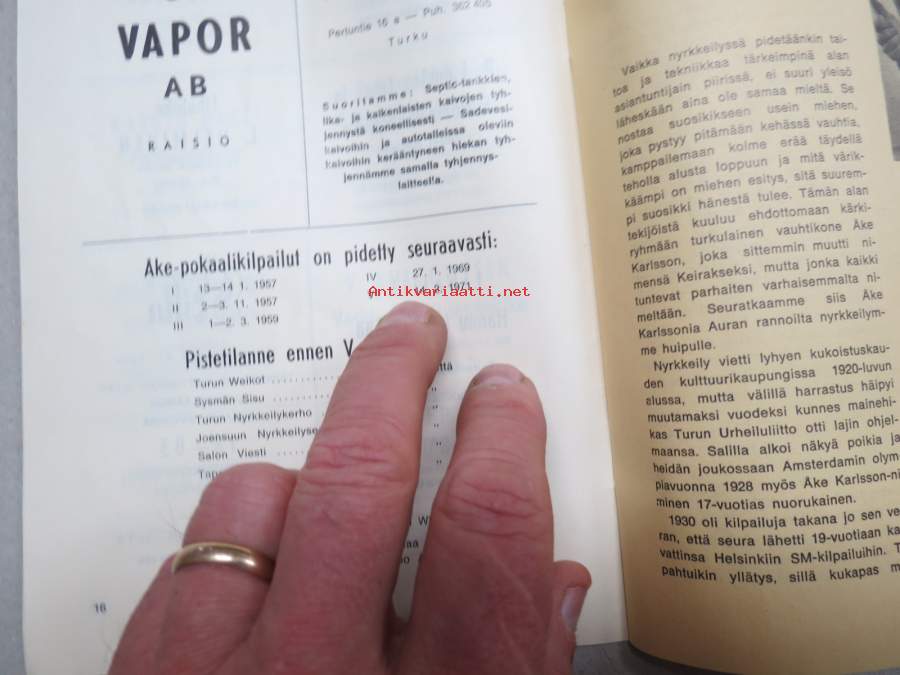 VAPOR
AB
RAISIO
Perluntie 16 a — Puh. 362 495
Turku
Suoritamme: Septic-tankkien,
lika- ja kaikenlaisten kaivojen tyh-
jennystä koneellisesti — Sadevesi-
kaivoihin ja autotalleissa oleviin
kaivoihin kerääntyneen hiekan tyh-
jennämme samalla tyhjennys-
laitteella.
Åke-pokaalikilpailut on pidetty seuraavasti:
I 13—14 1. 1957
II 2—3. 11. 1957
III 1—2. 3. 1959
IV 27. 1. 1969
2. 1971
Antikvariaatti.net
Pistetilanne ennen V
Turun Weikot
Sysmän Sisu
Turun Nyrkkeilykerho
Joensuun Nyrkkeilyse
Salon Viesti
16
Vaikka nyrkkeilyssä pidetäänkin tai-
toa ja tekniikkaa tärkeimpinä alan
asiantuntijain piirissä, ei suuri yleisö
läheskään aina ole samaa mieltä. Se
nostaa suosikikseen usein miehen,
joka pystyy pitämään kehässä vauhtia,
kamppailemaan kolme erää täydellä
teholla alusta loppuun ja mitä värik-
käämpi on miehen esitys, sitä suurem-
pi suosikki hänestä tulee. Tämän alan
tekijöistä kuuluu ehdottomaan kärki-
ryhmään turkulainen vauhtikone Åke
Karlsson, joka sittemmin muutti ni-
mensä Keirakseksi, mutta jonka kaikki
tuntevat parhaiten varhaisemmalta ni-
meltään. Seuratkaamme siis Åke
Karlssonia Auran rannoilta nyrkkeilym-
me huipulle.
Nyrkkeily vietti lyhyen kukoistuskau-
den kulttuurikaupungissa 1920-luvun
alussa, mutta välillä harrastus häipyi
muutamaksi vuodeksi kunnes mainehi-
kas Turun Urheiluliitto otti lajin ohjel-
maansa. Salilla alkoi näkyä poikia ja
heidän joukossaan Amsterdamin olym-
piavuonna 1928 myös Åke Karlsson-ni-
minen 17-vuotias nuorukainen.
1930 oli kilpailuja takana jo sen ve
ran, että seura lähetti 19-vuotiaan ka
vattinsa Helsinkiin SM-kilpailuihin. T
pahtuikin yllätys, sillä kukapas m